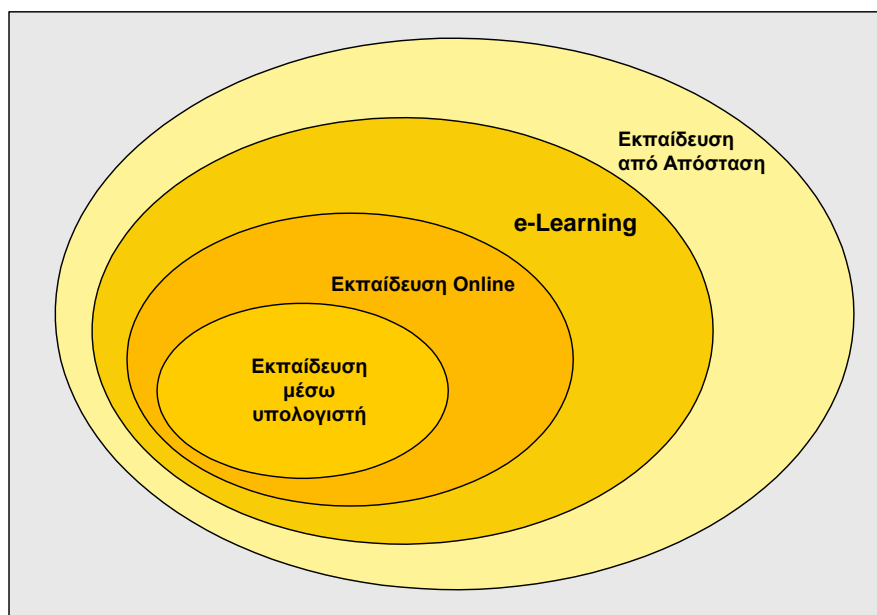 Εκπαίδευση
από Απόσταση
e-Learning
Εκπαίδευση Online
Εκπαίδευση
μέσω
υπολογιστή